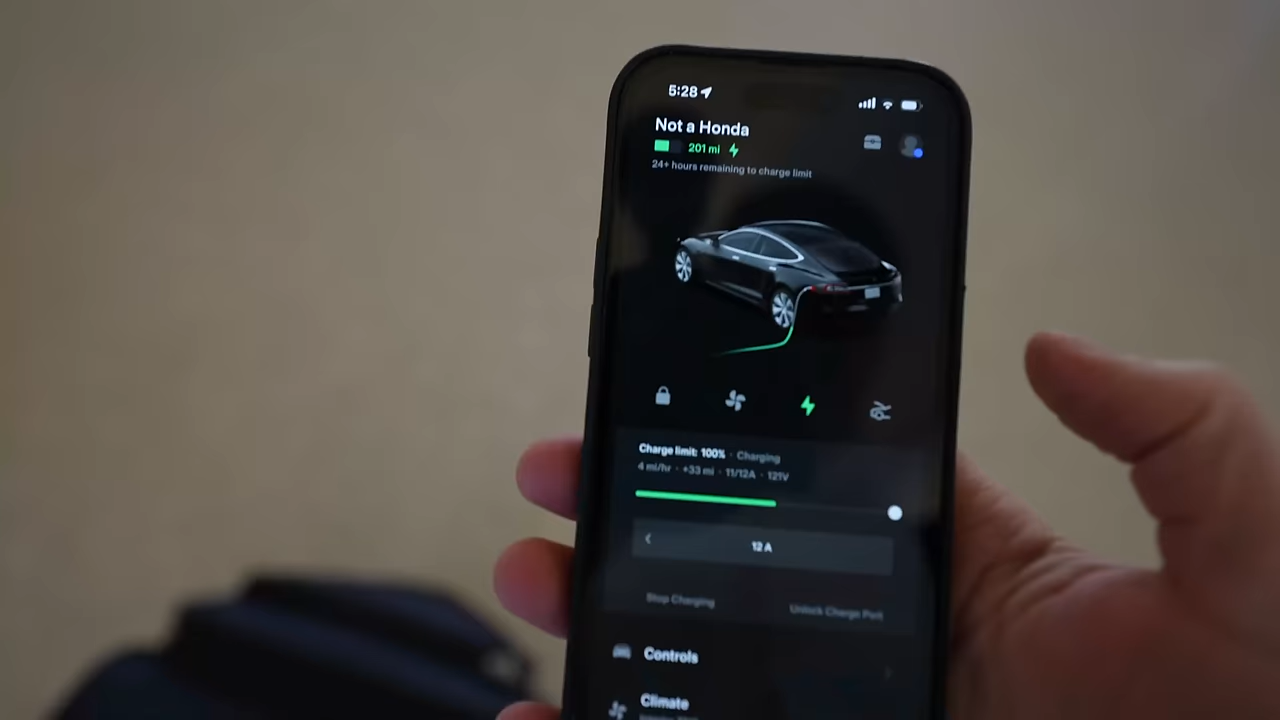 5:28
Not a Honda
201 mi
24+ hours remaining to charge limit
Charge limit: 100% · Charging
4 mi/hr · +33 mi · 11/12A · 121V
12 A
Stop Charging
Unlock Charge Port
Controls
Climate